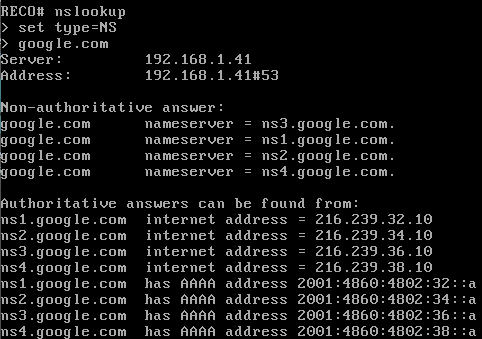 RECO# nslookup
> set type=NS
> google.com
Server:         192.168.1.41
Address:        192.168.1.41#53

Non-authoritative answer:
google.com      nameserver = ns3.google.com.
google.com      nameserver = ns1.google.com.
google.com      nameserver = ns2.google.com.
google.com      nameserver = ns4.google.com.

Authoritative answers can be found from:
ns1.google.com  internet address = 216.239.32.10
ns2.google.com  internet address = 216.239.34.10
ns3.google.com  internet address = 216.239.36.10
ns4.google.com  internet address = 216.239.38.10
ns1.google.com  has AAAA address 2001:4860:4802:32::a
ns2.google.com  has AAAA address 2001:4860:4802:34::a
ns3.google.com  has AAAA address 2001:4860:4802:36::a
ns4.google.com  has AAAA address 2001:4860:4802:38::a